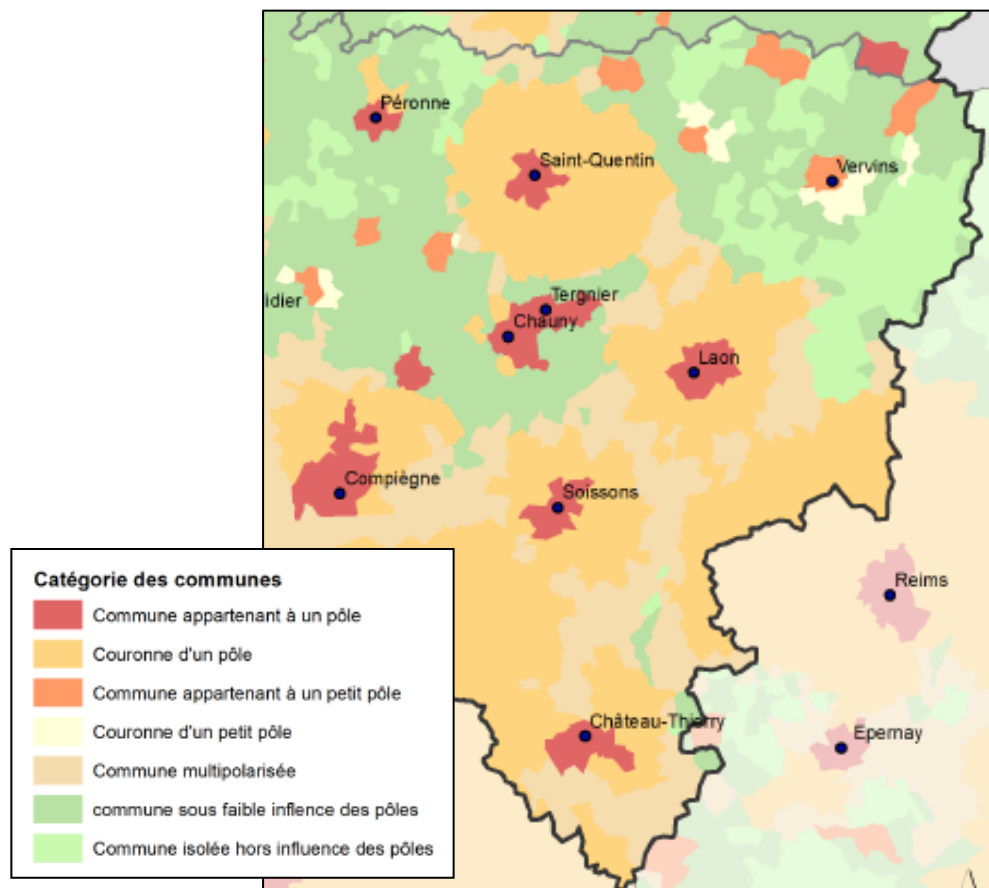 Péronne
Saint-Quentin
Vervins
idier
Tergnier
Chauny
Laon
Compiègne
Soissons
Reims
Château-Thierry
Epernay
Catégorie des communes
Commune appartenant à un pôle
Couronne d'un pôle
Commune appartenant à un petit pôle
Couronne d'un petit pôle
Commune multipolarisée
commune sous faible inflence des pôles
Commune isolée hors influence des pôles